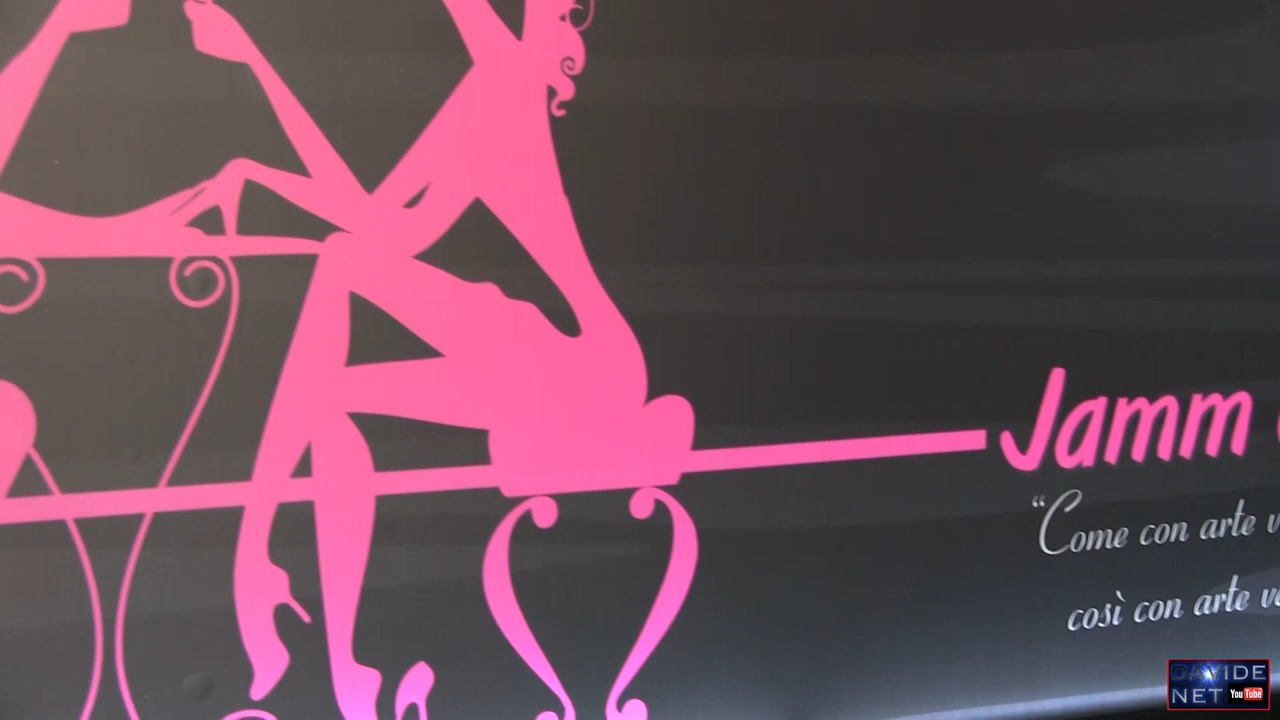 Jamm
“Come con arte
così con arte
DAVIDE
NET YouTube